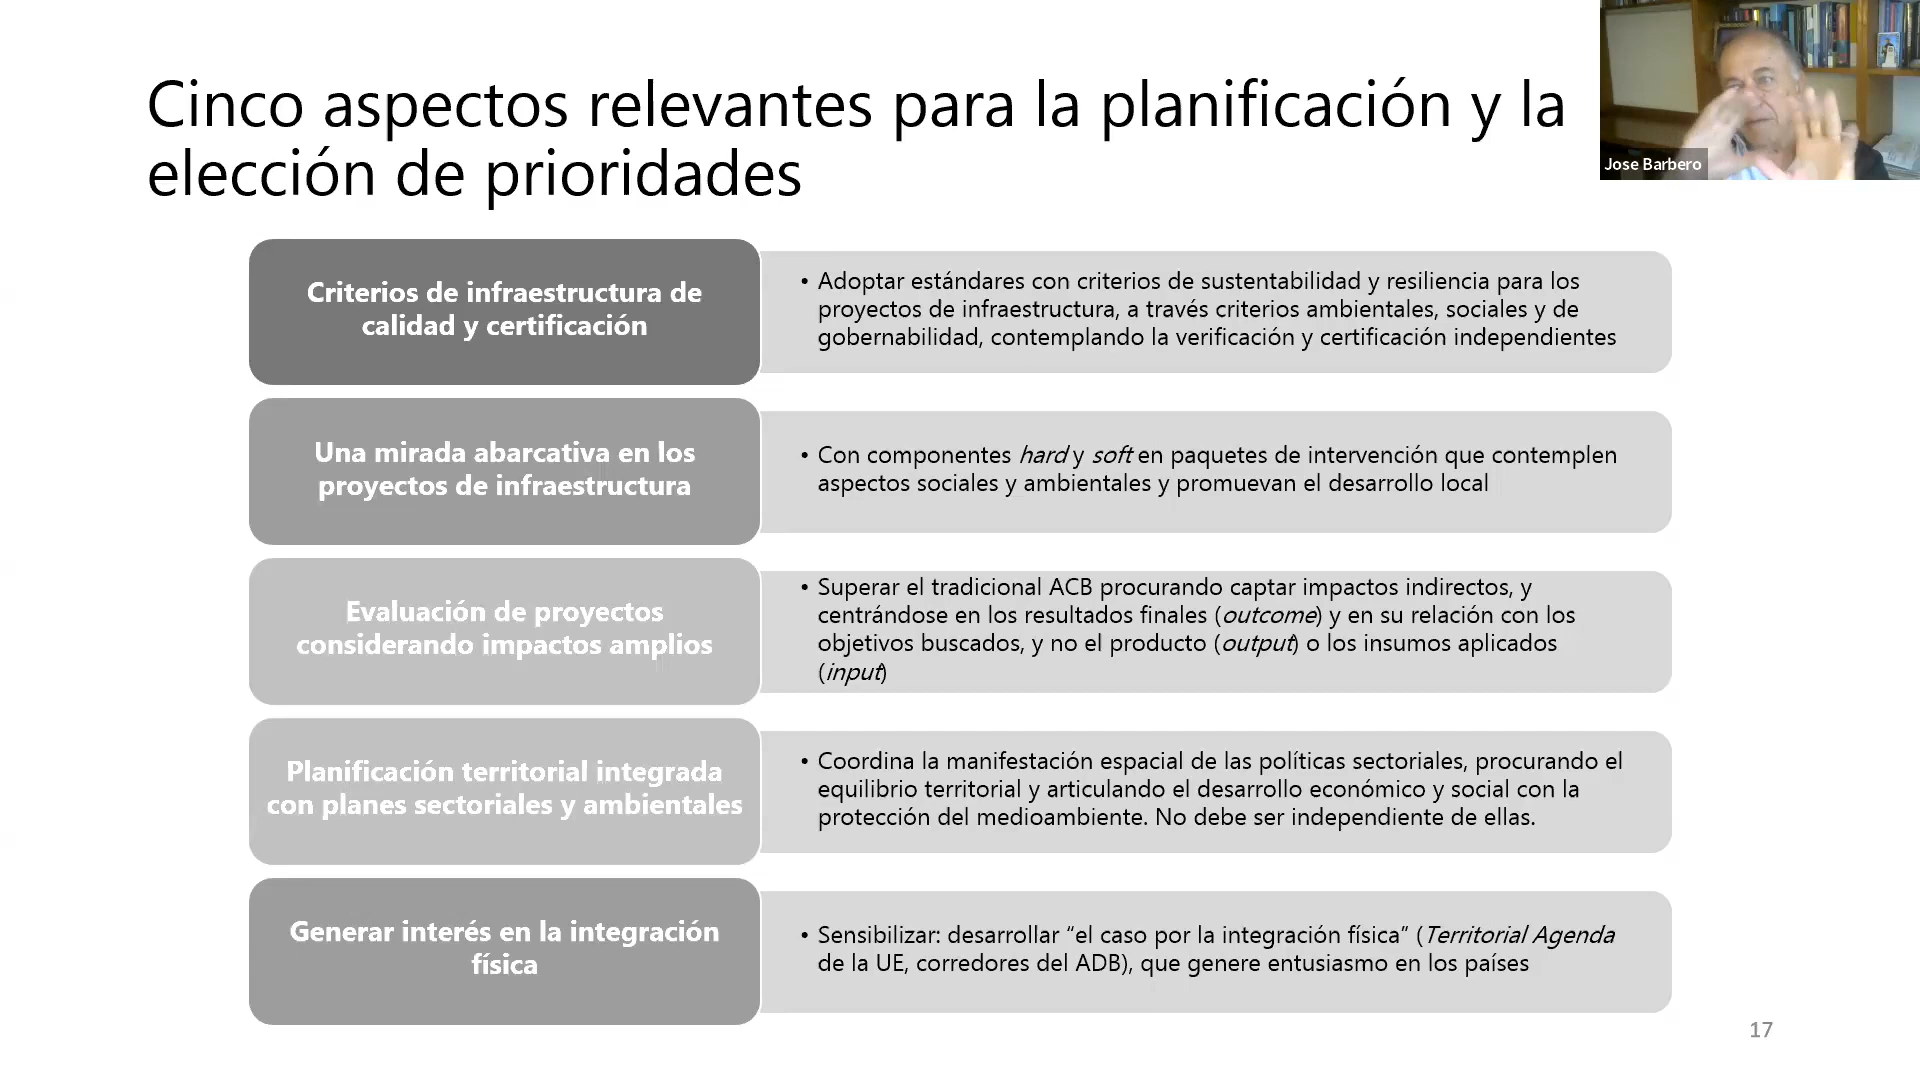 Cinco aspectos relevantes para la planificación y la
elección de prioridades
Jose Barbero
Criterios de infraestructura de
calidad y certificación
• Adoptar estándares con criterios de sustentabilidad y resiliencia para los
proyectos de infraestructura, a través criterios ambientales, sociales y de
gobernabilidad, contemplando la verificación y certificación independientes
Una mirada abarcativa en los
proyectos de infraestructura
• Con componentes hard y soft en paquetes de intervención que contemplen
aspectos sociales y ambientales y promuevan el desarrollo local
Evaluación de proyectos
considerando impactos amplios
• Superar el tradicional ACB procurando captar impactos indirectos, y
centrándose en los resultados finales (outcome) y en su relación con los
objetivos buscados, y no el producto (output) o los insumos aplicados
(input)
Planificación territorial integrada
con planes sectoriales y ambientales
• Coordina la manifestación espacial de las políticas sectoriales, procurando el
equilibrio territorial y articulando el desarrollo económico y social con la
protección del medioambiente. No debe ser independiente de ellas.
Generar interés en la integración
física
• Sensibilizar: desarrollar “el caso por la integración física” (Territorial Agenda
de la UE, corredores del ADB), que genere entusiasmo en los países
17